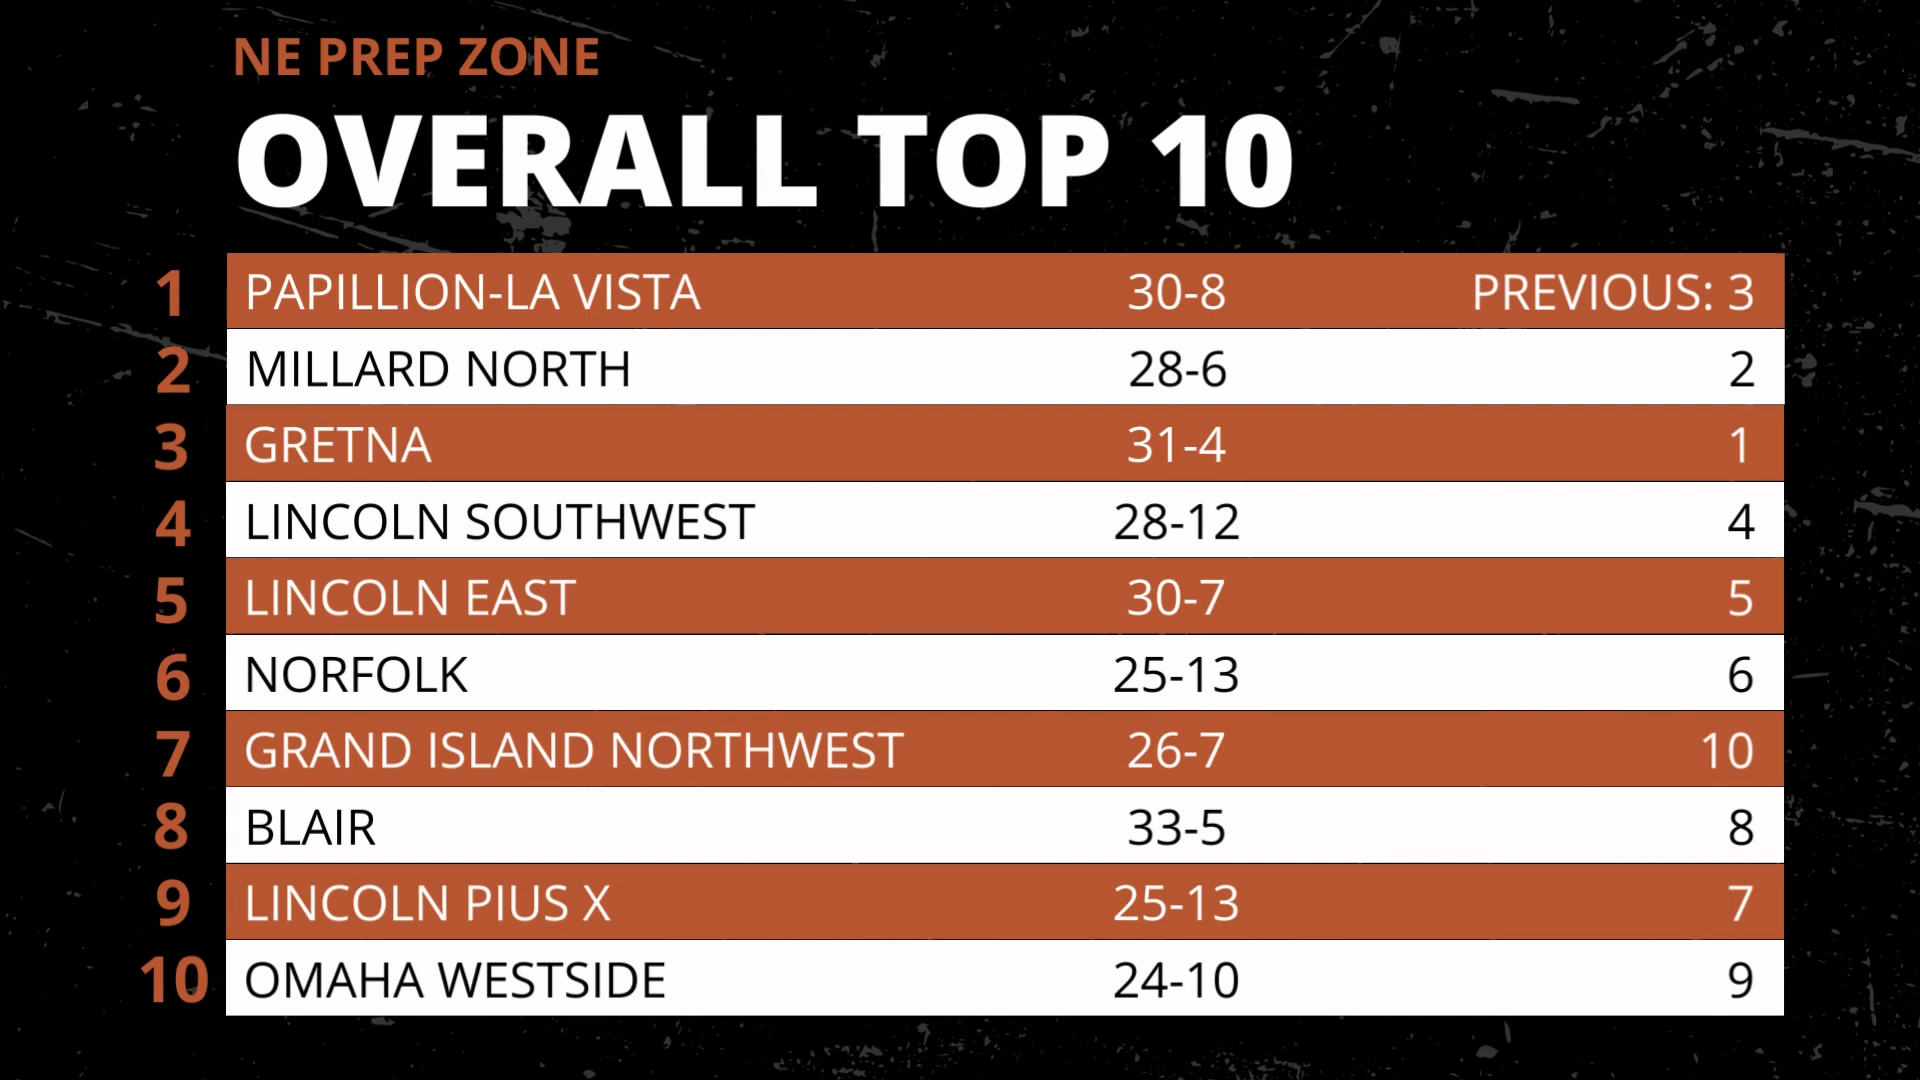 NE PREP ZONE
OVERALL TOP 10
1 PAPILLION-LA VISTA 30-8 PREVIOUS: 3
2 MILLARD NORTH 28-6 2
3 GRETNA 31-4 1
4 LINCOLN SOUTHWEST 28-12 4
5 LINCOLN EAST 30-7 5
6 NORFOLK 25-13 6
7 GRAND ISLAND NORTHWEST 26-7 10
8 BLAIR 33-5 8
9 LINCOLN PIUS X 25-13 7
10 OMAHA WESTSIDE 24-10 9